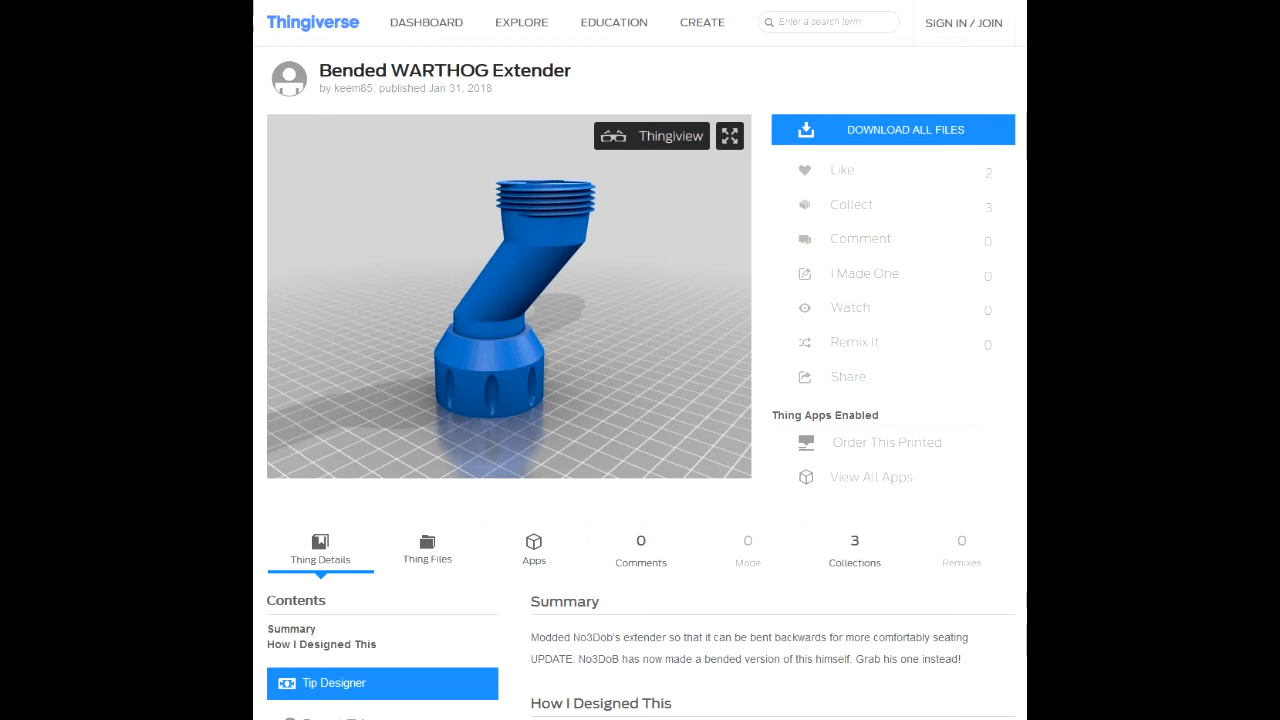 Thingiverse
DASHBOARD EXPLORE EDUCATION CREATE Enter a search term SIGN IN / JOIN
Bended WARTHOG Extender
by keem85, published Jan 31, 2018
Thingiview
DOWNLOAD ALL FILES
Like 2
Collect 3
Comment 0
I Made One 0
Watch 0
Remix It 0
Share
Thing Apps Enabled
Order This Printed
View All Apps
0 0 3 0
Thing Details Thing Files Apps Comments Made Collections Remixes
Contents
Summary
How I Designed This
Tip Designer
Summary
Modded No3Dob's extender so that it can be bent backwards for more comfortably seating
UPDATE: No3DoB has now made a bended version of this himself. Grab his one instead!
How I Designed This